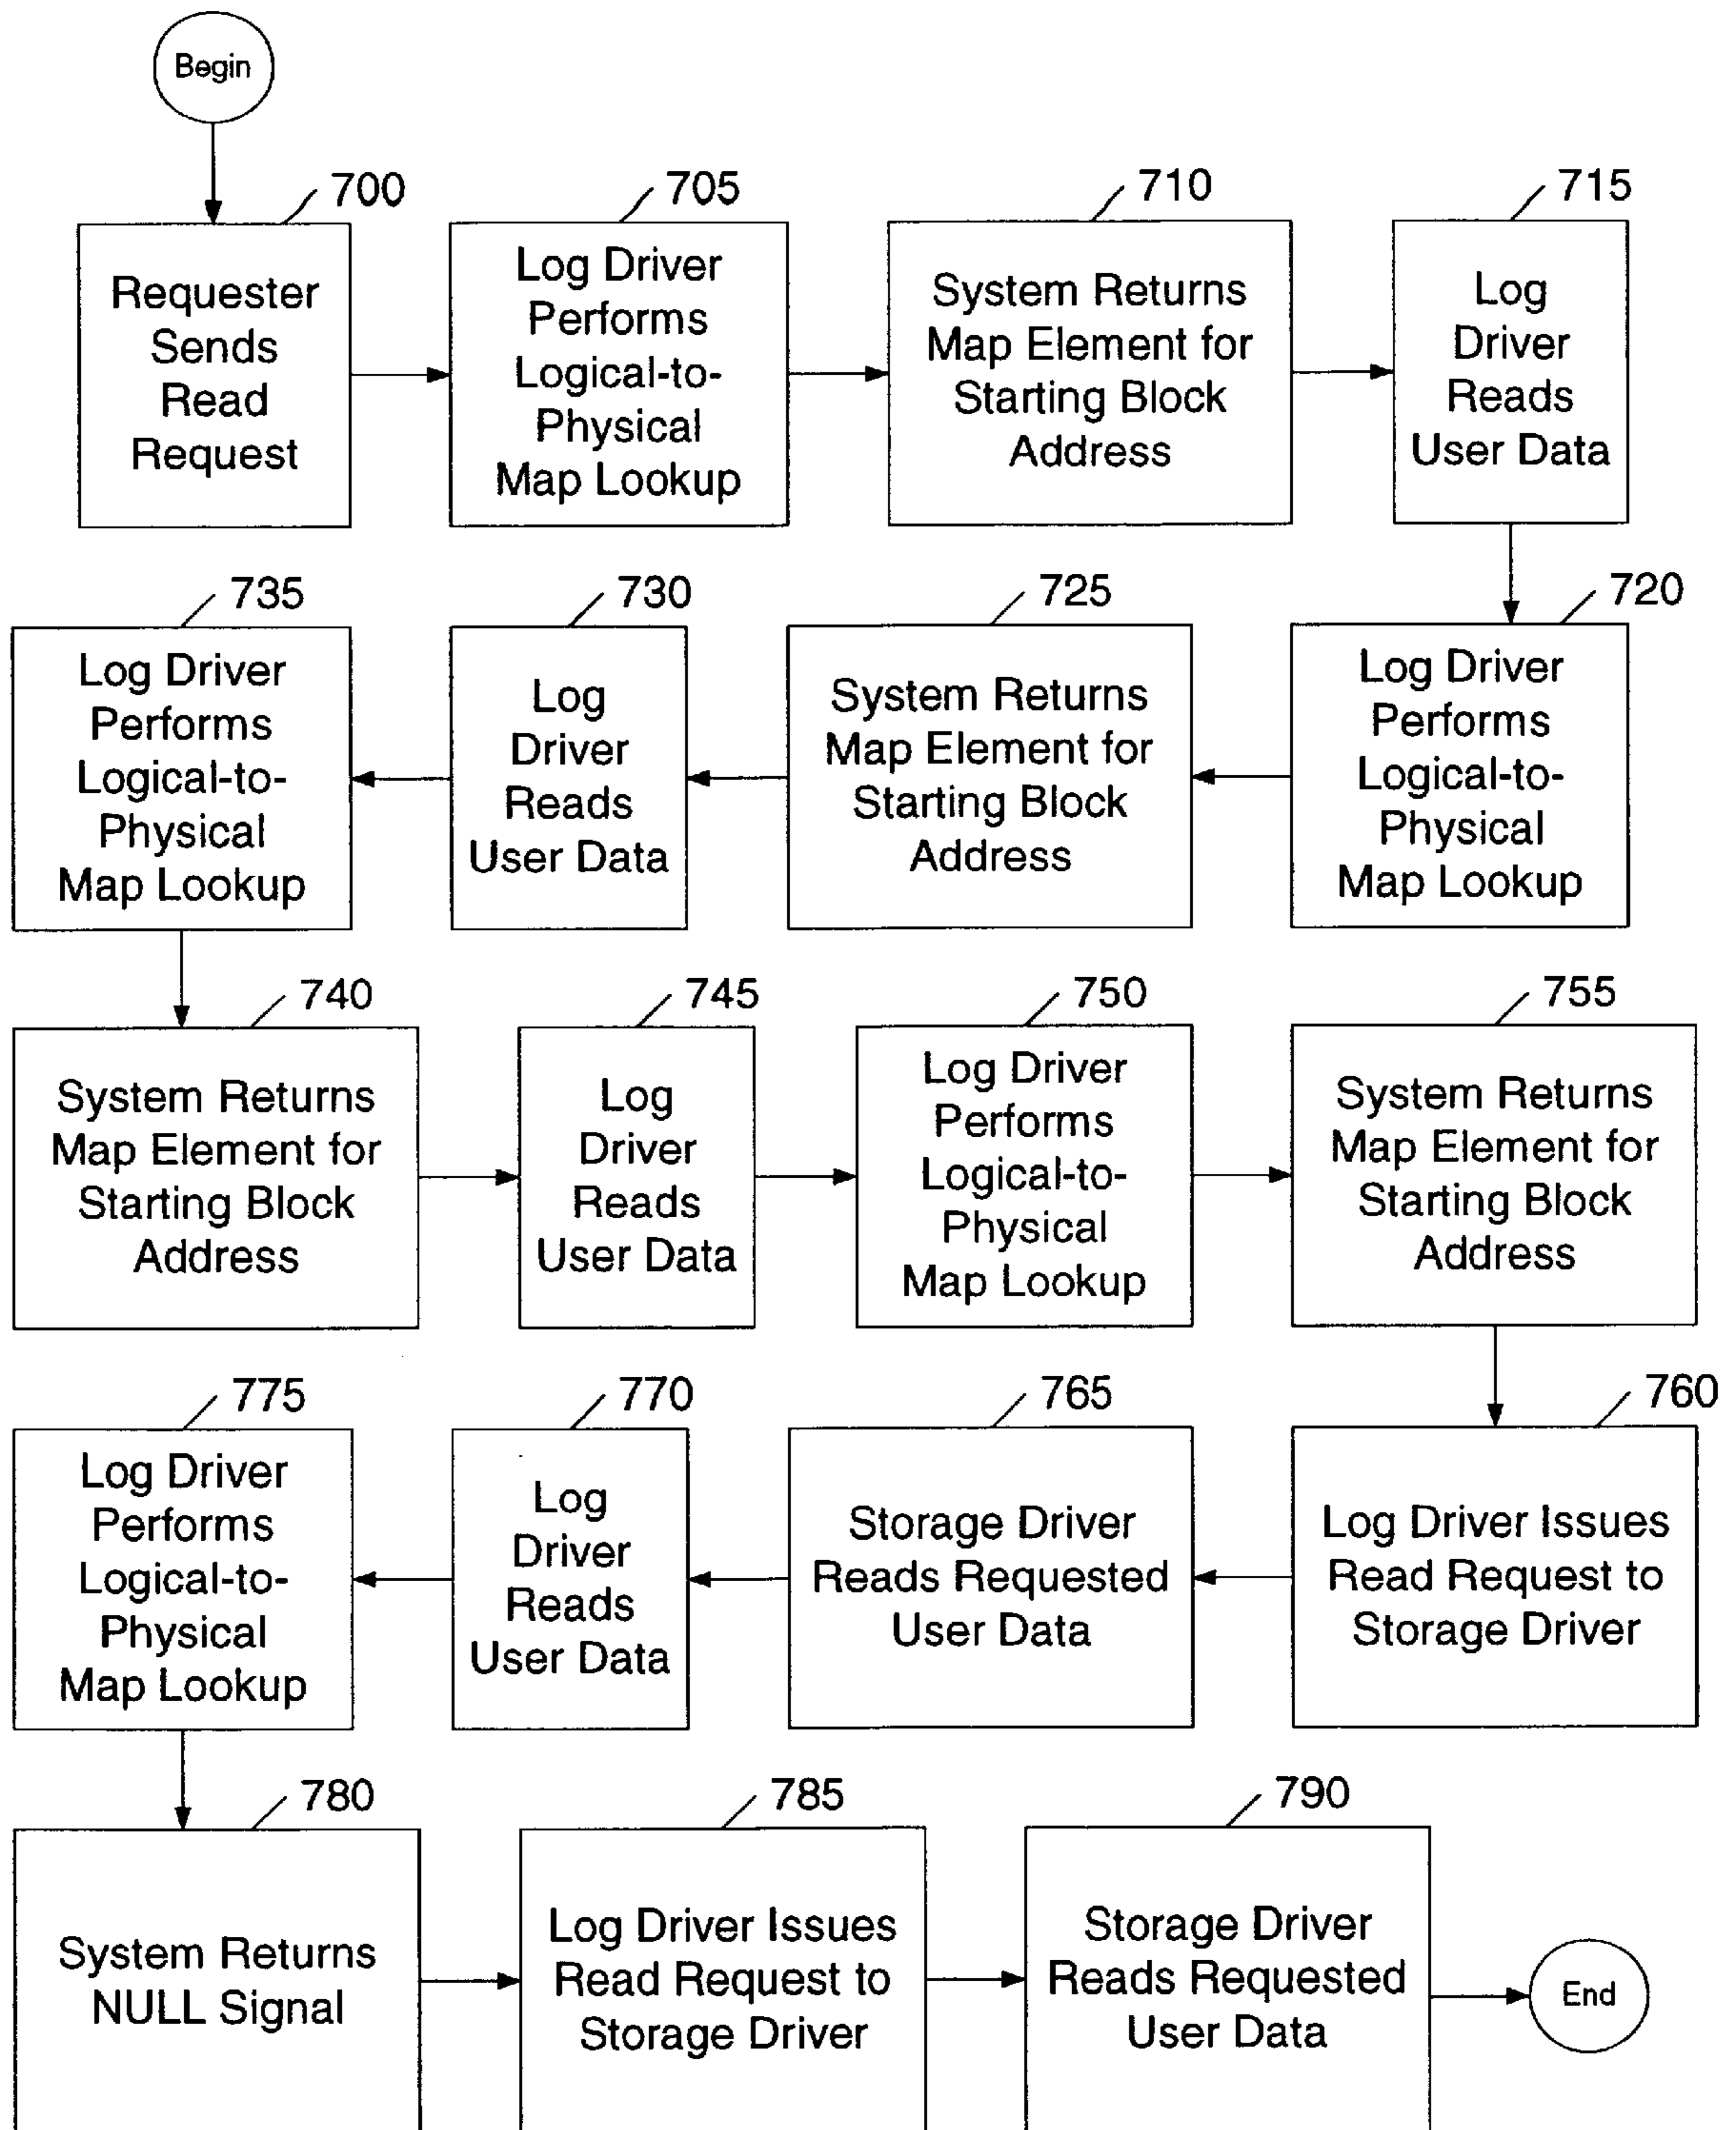 Begin
700
Requester
Sends
Read
Request
705
Log Driver
Performs
Logical-to-
Physical
Map Lookup
710
System Returns
Map Element for
Starting Block
Address
715
Log
Driver
Reads
User Data
720
Log Driver
Performs
Logical-to-
Physical
Map Lookup
725
System Returns
Map Element for
Starting Block
Address
730
Log
Driver
Reads
User Data
735
Log Driver
Performs
Logical-to-
Physical
Map Lookup
740
System Returns
Map Element for
Starting Block
Address
745
Log
Driver
Reads
User Data
750
Log Driver
Performs
Logical-to-
Physical
Map Lookup
755
System Returns
Map Element for
Starting Block
Address
760
Log Driver Issues
Read Request to
Storage Driver
765
Storage Driver
Reads Requested
User Data
770
Log
Driver
Reads
User Data
775
Log Driver
Performs
Logical-to-
Physical
Map Lookup
780
System Returns
NULL Signal
785
Log Driver Issues
Read Request to
Storage Driver
790
Storage Driver
Reads Requested
User Data
End